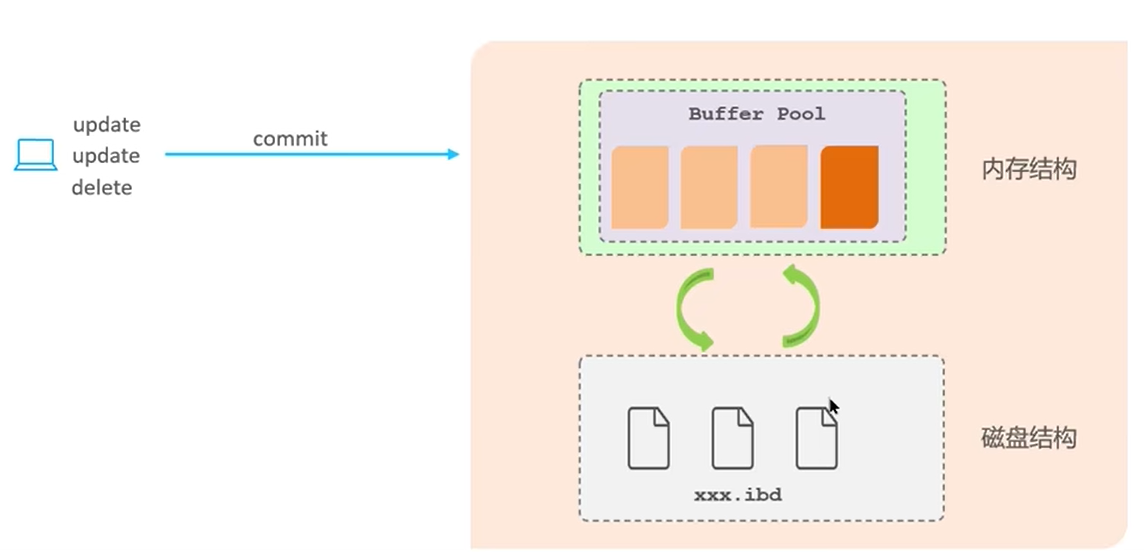 update
update
delete
commit
Buffer Pool
内存结构
磁盘结构
xxx.ibd